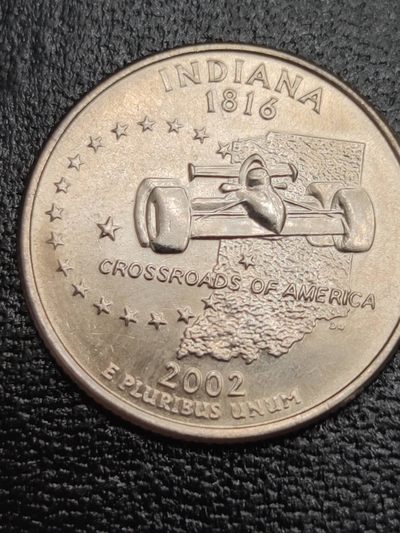 INDIANA
1816
CROSSROADS OF AMERICA
2002
E PLURIBUS UNUM